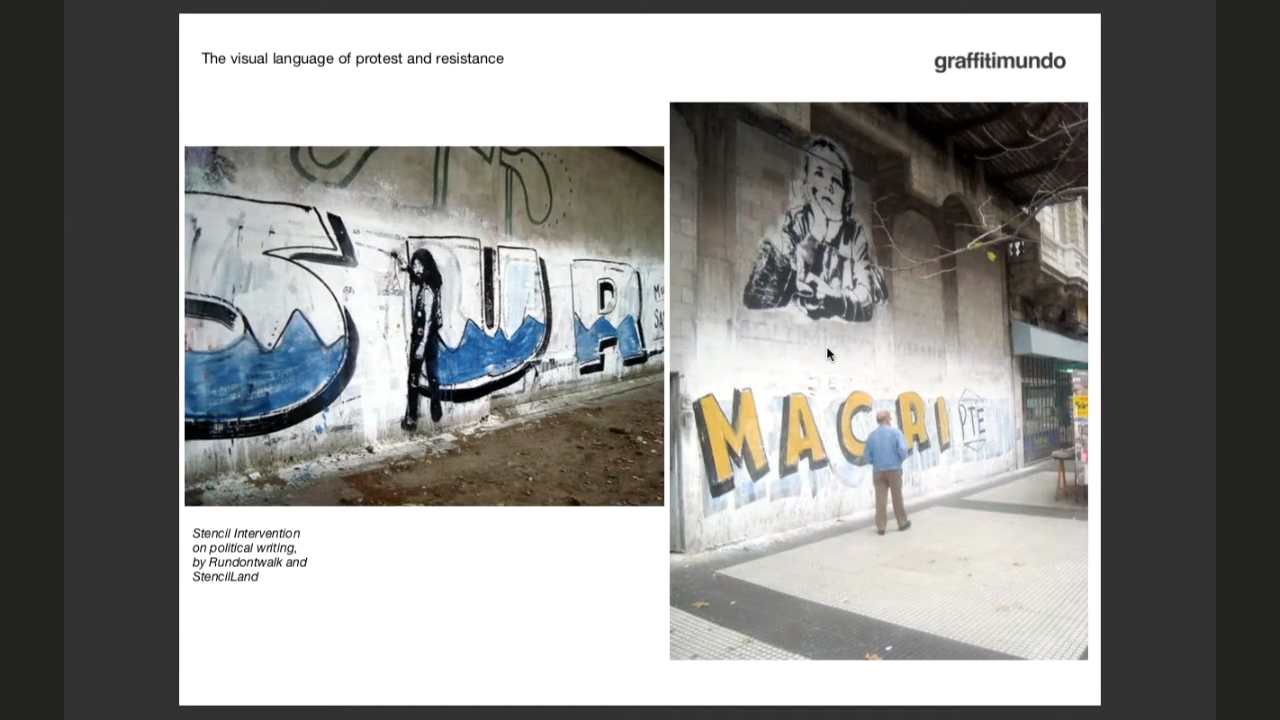 The visual language of protest and resistance
graffitimundo
SUR
MACRI
PTE
Stencil Intervention
on political writing,
by Rundontwalk and
StencilLand